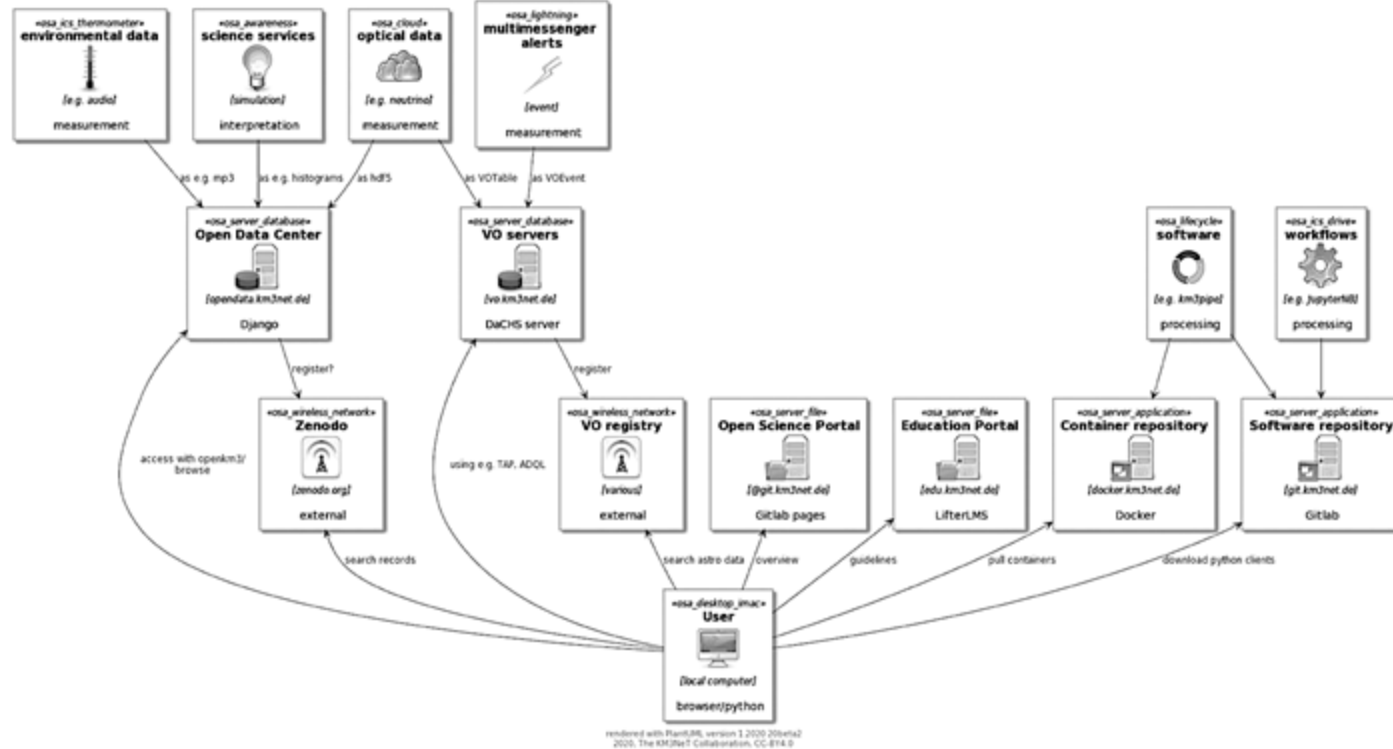 «osa_ics_thermometer»
environmental data
[e.g. audio]
measurement
«osa_awareness»
science services
[simulation]
interpretation
«osa_cloud»
optical data
[e.g. neutrino]
measurement
«osa_lightning»
multimessenger
alerts
[event]
measurement
as e.g. mp3
as e.g. histograms
as hdf5
as VOTable
as VOEvent
«osa_server_database»
Open Data Center
[opendata.km3net.de]
Django
«osa_server_database»
VO servers
[vo.km3net.de]
DaCHS server
«osa_lifecycle»
software
[e.g. km3pipe]
processing
«osa_ics_drive»
workflows
[e.g. JupyterNB]
processing
register?
register
«osa_wireless_network»
Zenodo
[zenodo.org]
external
«osa_wireless_network»
VO registry
[various]
external
«osa_server_file»
Open Science Portal
[@git.km3net.de]
Gitlab pages
«osa_server_file»
Education Portal
[edu.km3net.de]
LifterLMS
«osa_server_application»
Container repository
[docker.km3net.de]
Docker
«osa_server_application»
Software repository
[git.km3net.de]
Gitlab
access with openkm3/
browse
using e.g. TAP, ADQL
search records
search astro data
overview
guidelines
pull containers
download python clients
«osa_desktop_imac»
User
[local computer]
browser/python
rendered with PlantUML version 1.2020.20beta2
2020, The KM3NeT Collaboration, CC-BY4.0